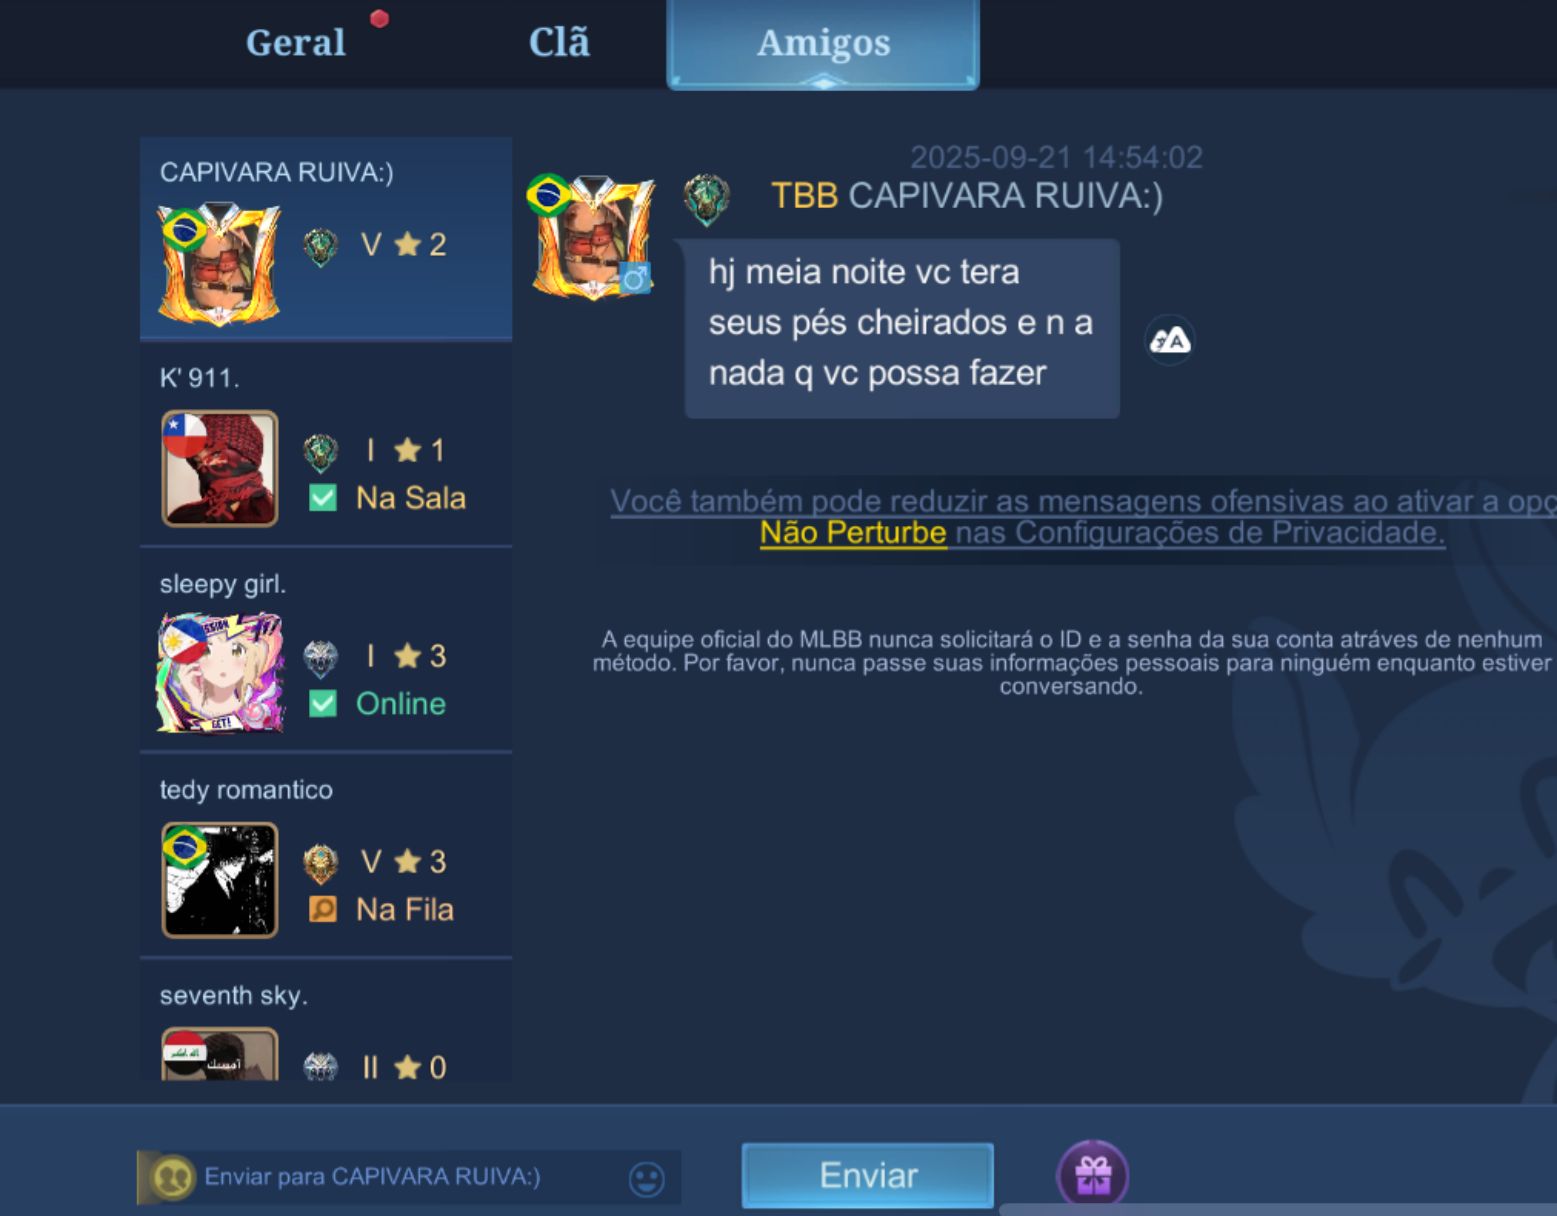 Geral
Clã
Amigos
CAPIVARA RUIVA:)
V 2
K' 911.
I 1
Na Sala
sleepy girl.
SSION
GET!
I 3
Online
tedy romantico
V 3
Na Fila
seventh sky.
II 0
2025-09-21 14:54:02
TBB CAPIVARA RUIVA:)
hj meia noite vc tera
seus pés cheirados e n a
nada q vc possa fazer
Você também pode reduzir as mensagens ofensivas ao ativar a opç
Não Perturbe nas Configurações de Privacidade.
A equipe oficial do MLBB nunca solicitará o ID e a senha da sua conta atráves de nenhum
método. Por favor, nunca passe suas informações pessoais para ninguém enquanto estiver
conversando.
Enviar para CAPIVARA RUIVA:)
Enviar